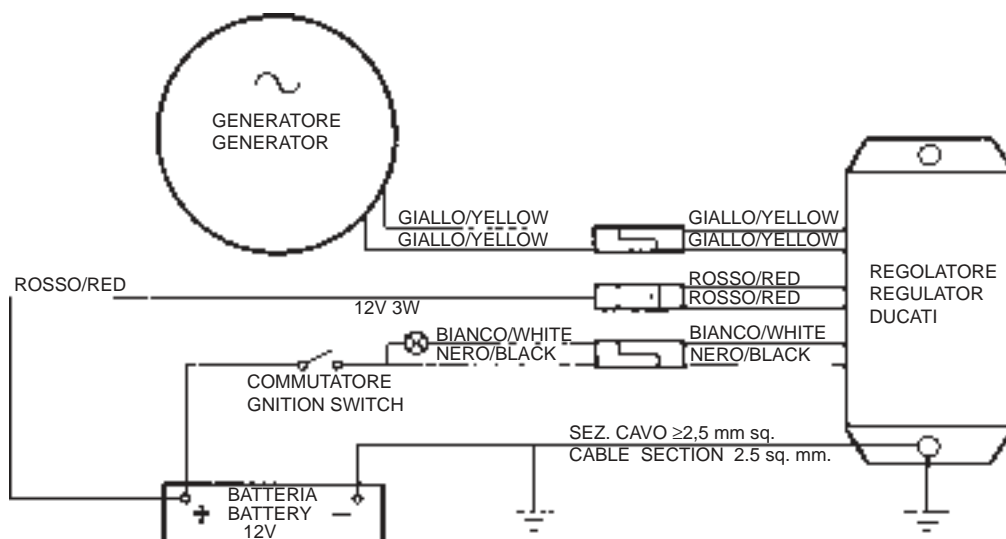 GENERATORE
GENERATOR
GIALLO/YELLOW
GIALLO/YELLOW
GIALLO/YELLOW
GIALLO/YELLOW
ROSSO/RED
ROSSO/RED
ROSSO/RED
12V 3W
REGOLATORE
REGULATOR
DUCATI
BIANCO/WHITE
NERO/BLACK
BIANCO/WHITE
NERO/BLACK
COMMUTATORE
GNITION SWITCH
SEZ. CAVO ≥2,5 mm sq.
CABLE SECTION 2.5 sq. mm.
BATTERIA
BATTERY
+ –
12V